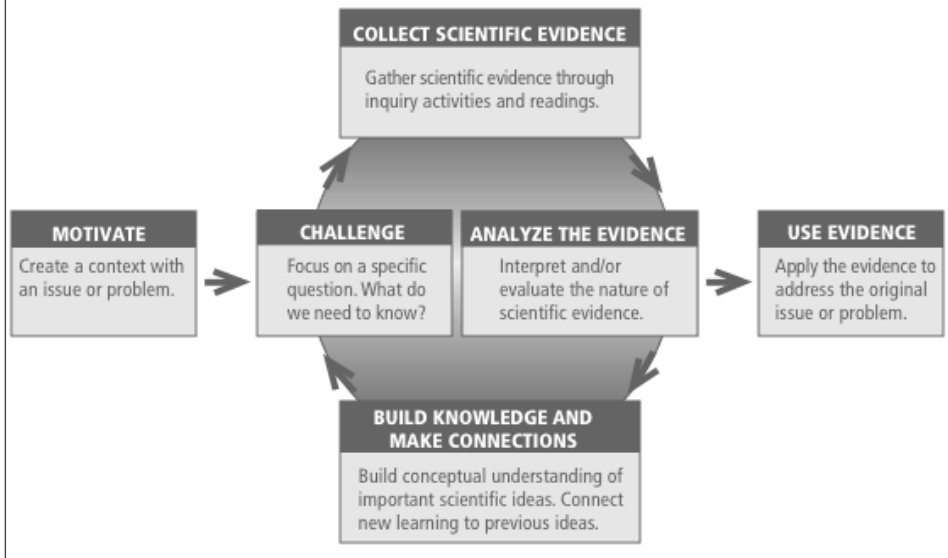 COLLECT SCIENTIFIC EVIDENCE
Gather scientific evidence through
inquiry activities and readings.
MOTIVATE
Create a context with
an issue or problem.
CHALLENGE
Focus on a specific
question. What do
we need to know?
ANALYZE THE EVIDENCE
Interpret and/or
evaluate the nature of
scientific evidence.
USE EVIDENCE
Apply the evidence to
address the original
issue or problem.
BUILD KNOWLEDGE AND
MAKE CONNECTIONS
Build conceptual understanding of
important scientific ideas. Connect
new learning to previous ideas.